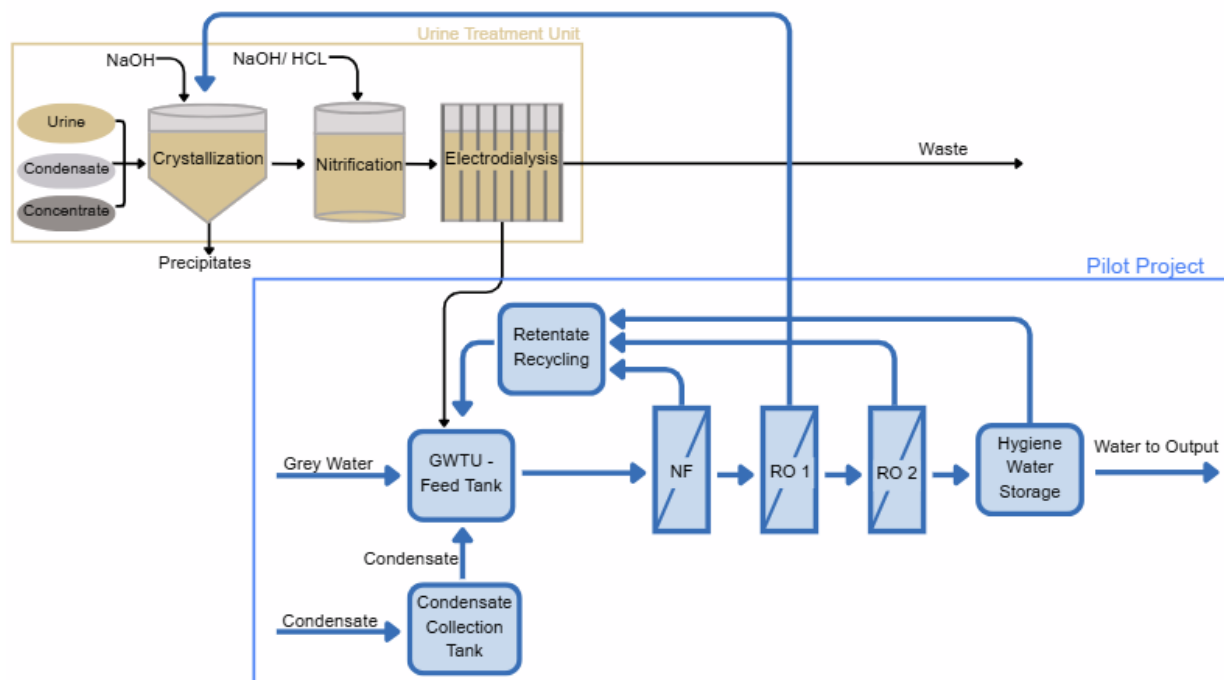 Urine Treatment Unit
NaOH
NaOH/ HCL
Urine
Condensate
Concentrate
Crystallization
Nitrification
Electrodialysis
Waste
Precipitates
Pilot Project
Retentate
Recycling
Grey Water
GWTU -
Feed Tank
NF
RO 1
RO 2
Hygiene
Water
Storage
Water to Output
Condensate
Condensate
Condensate
Collection
Tank